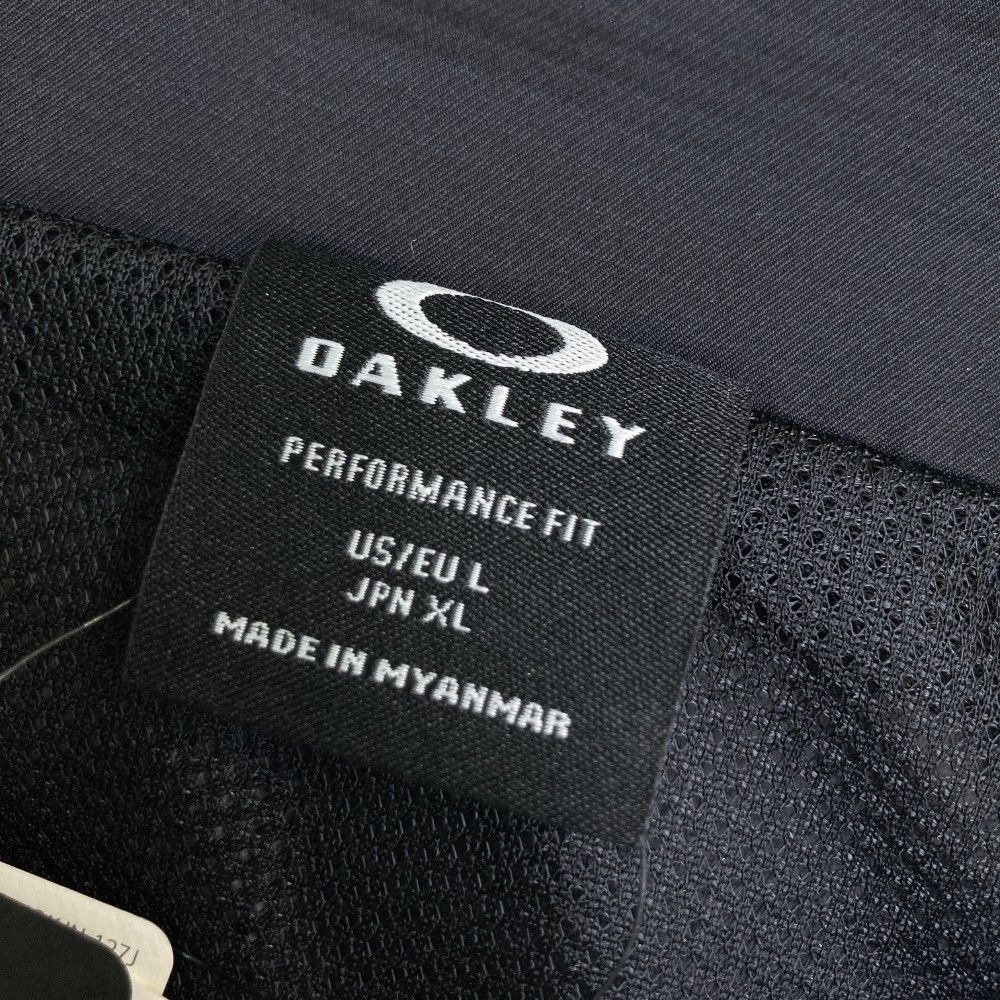 OAKLEY
PERFORMANCE FIT
US/EU L
JPN XL
MADE IN MYANMAR